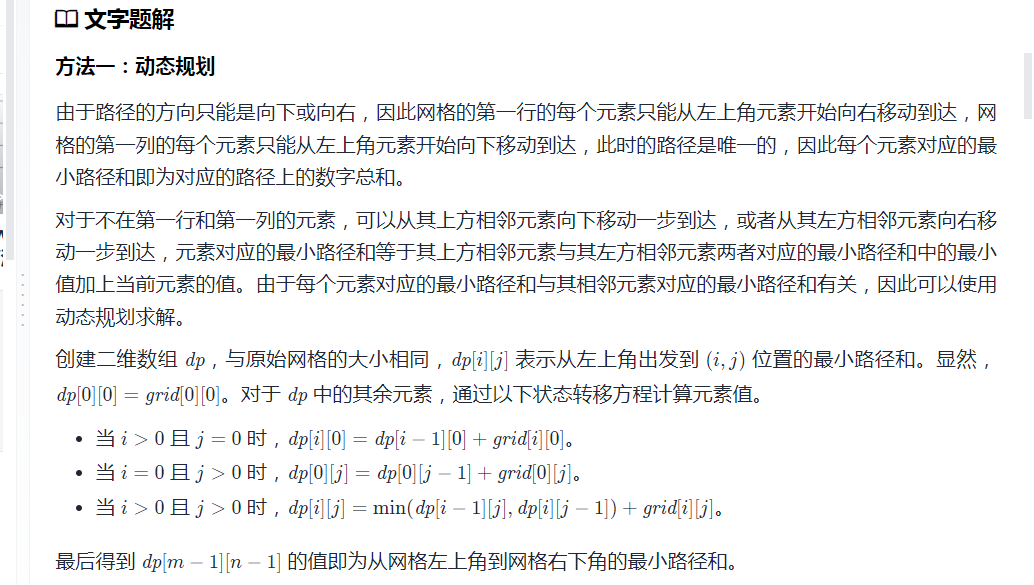 文字题解
方法一：动态规划
由于路径的方向只能是向下或向右，因此网格的第一行的每个元素只能从左上角元素开始向右移动到达，网
格的第一列的每个元素只能从左上角元素开始向下移动到达，此时的路径是唯一的，因此每个元素对应的最
小路径和即为对应的路径上的数字总和。
对于不在第一行和第一列的元素，可以从其上方相邻元素向下移动一步到达，或者从其左方相邻元素向右移
动一步到达，元素对应的最小路径和等于其上方相邻元素与其左方相邻元素两者对应的最小路径和中的最小
值加上当前元素的值。由于每个元素对应的最小路径和与其相邻元素对应的最小路径和有关，因此可以使用
动态规划求解。
创建二维数组 dp，与原始网格的大小相同，dp[i][j] 表示从左上角出发到 (i, j) 位置的最小路径和。显然，
dp[0][0] = grid[0][0]。对于 dp 中的其余元素，通过以下状态转移方程计算元素值。
• 当 i > 0 且 j = 0 时，dp[i][0] = dp[i − 1][0] + grid[i][0]。
• 当 i = 0 且 j > 0 时，dp[0][j] = dp[0][j − 1] + grid[0][j]。
• 当 i > 0 且 j > 0 时，dp[i][j] = min(dp[i − 1][j], dp[i][j − 1]) + grid[i][j]。
最后得到 dp[m − 1][n − 1] 的值即为从网格左上角到网格右下角的最小路径和。